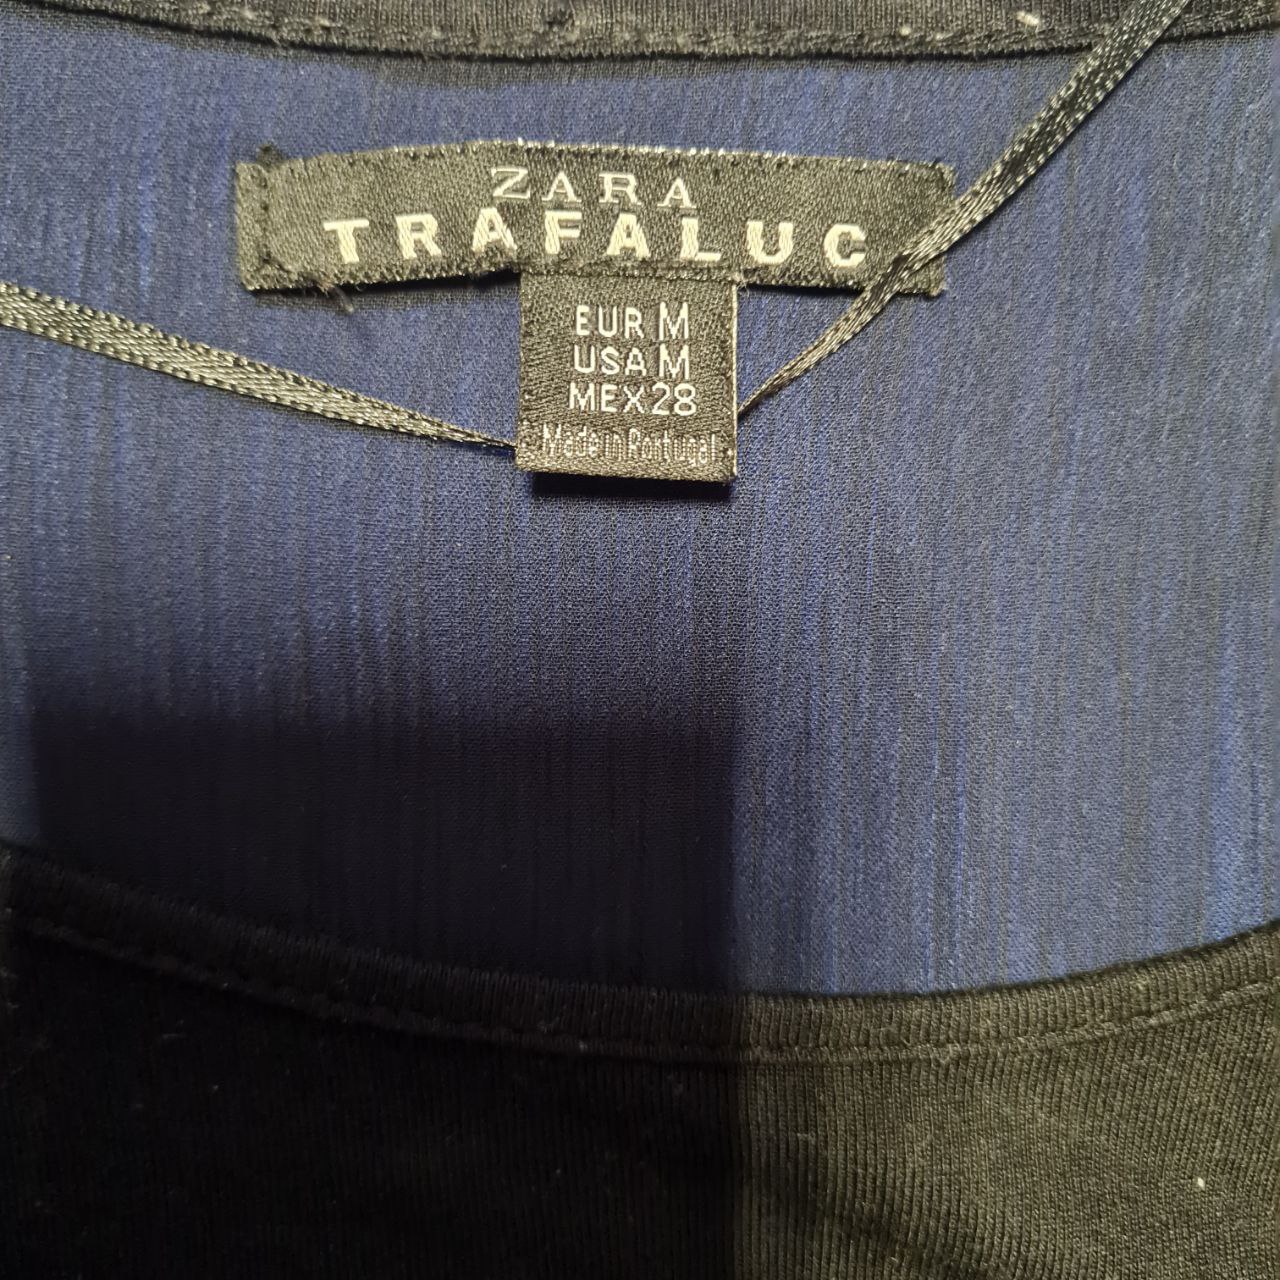 ZARA
TRAFALUC
EUR M
USA M
MEX 28
Made in Portugal